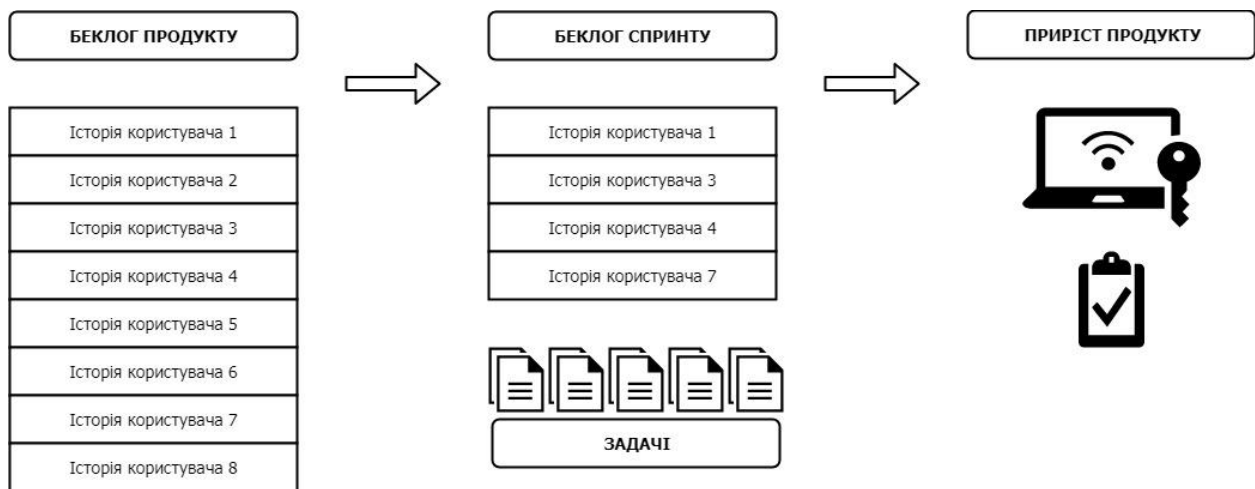 БЕКЛОГ ПРОДУКТУ
Історія користувача 1
Історія користувача 2
Історія користувача 3
Історія користувача 4
Історія користувача 5
Історія користувача 6
Історія користувача 7
Історія користувача 8
БЕКЛОГ СПРИНТУ
Історія користувача 1
Історія користувача 3
Історія користувача 4
Історія користувача 7
ЗАДАЧІ
ПРИРІСТ ПРОДУКТУ